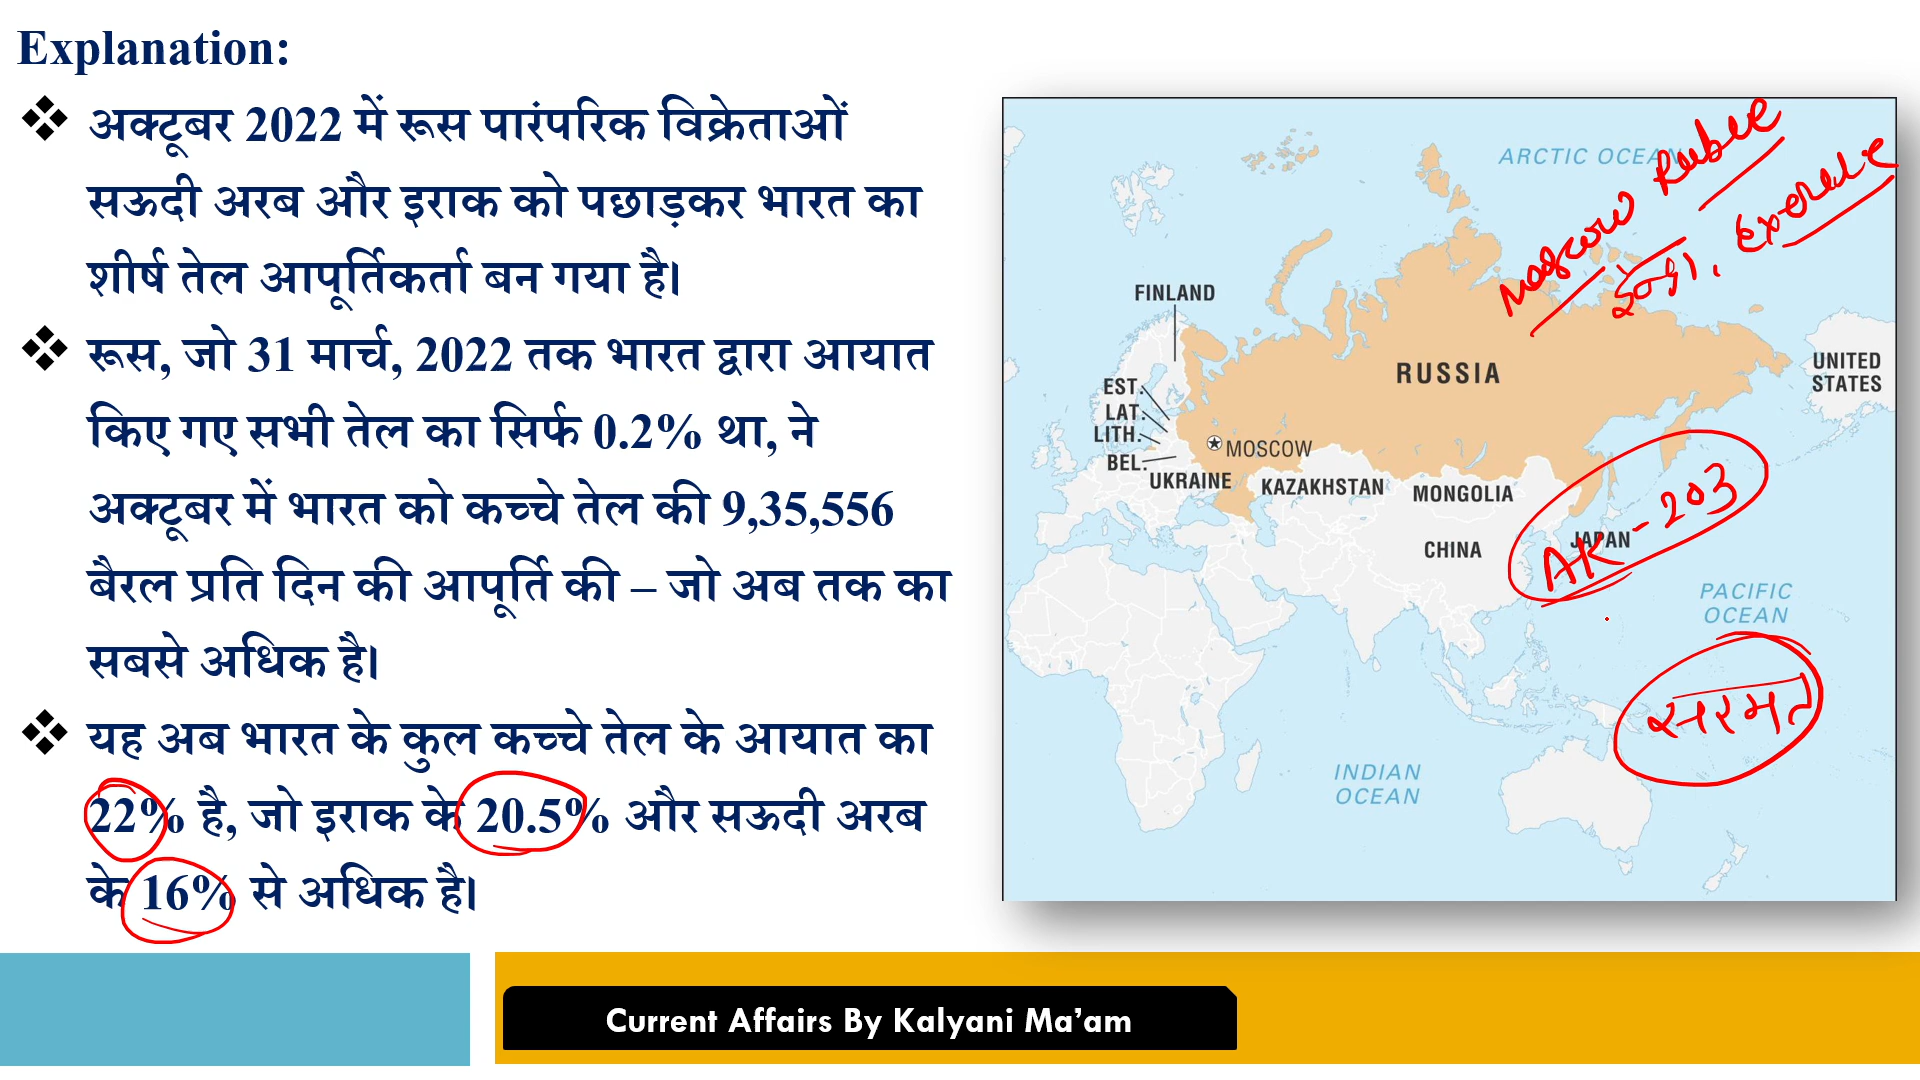 Explanation:
❖ अक्टूबर 2022 में रूस पारंपरिक विक्रेताओं
सऊदी अरब और इराक को पछाड़कर भारत का
शीर्ष तेल आपूर्तिकर्ता बन गया है।
❖ रूस, जो 31 मार्च, 2022 तक भारत द्वारा आयात
किए गए सभी तेल का सिर्फ 0.2% था, ने
अक्टूबर में भारत को कच्चे तेल की 9,35,556
बैरल प्रति दिन की आपूर्ति की – जो अब तक का
सबसे अधिक है।
❖ यह अब भारत के कुल कच्चे तेल के आयात का
22% है, जो इराक के 20.5% और सऊदी अरब
के 16% से अधिक है।
ARCTIC OCEAN
Moscow Rubee
FINLAND
RUSSIA
UNITED
STATES
EST.
LAT.
LITH.
BEL.
MOSCOW
UKRAINE
KAZAKHSTAN
MONGOLIA
CHINA
JAPAN
AK-203
PACIFIC
OCEAN
सरमत
INDIAN
OCEAN
Current Affairs By Kalyani Ma'am